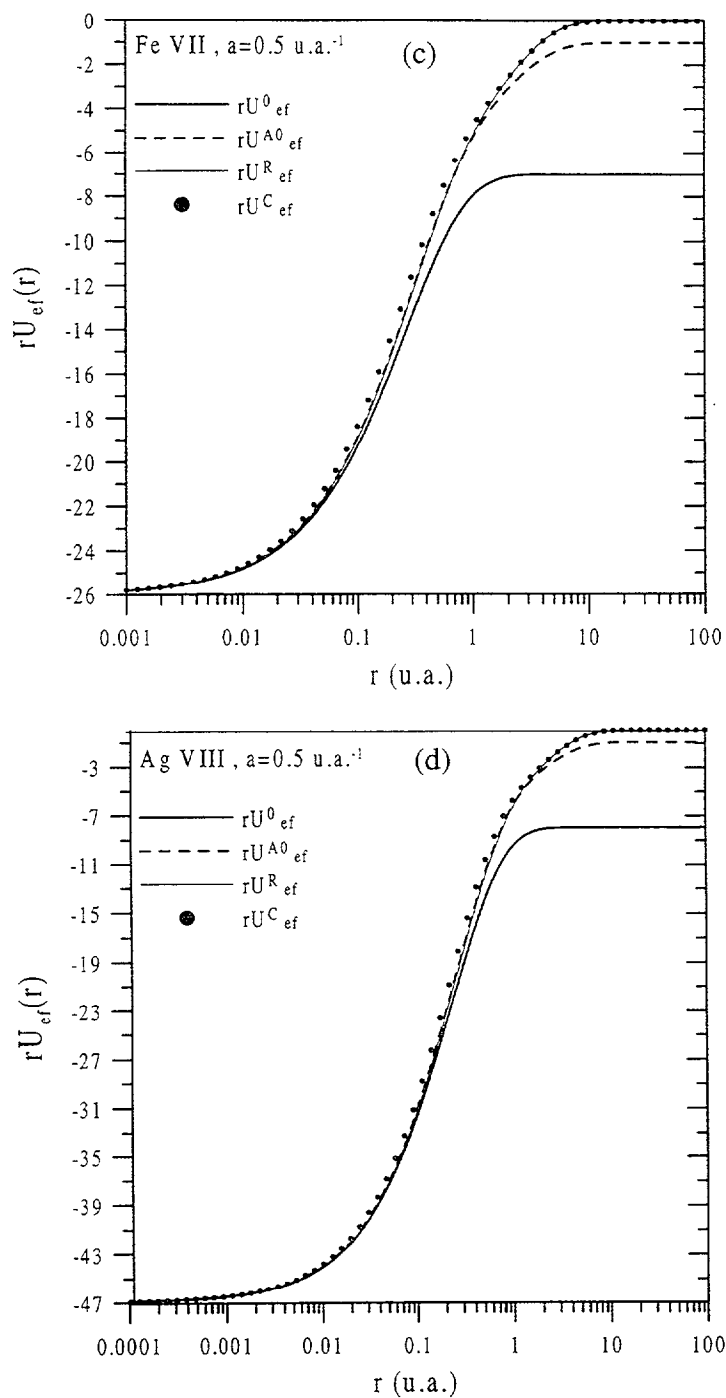 0
-2
-4
-6
-8
-10
-12
-14
-16
-18
-20
-22
-24
-26
Fe VII , a=0.5 u.a.⁻¹
(c)
rU⁰ef
rUᴬ⁰ef
rUᴿef
rUᶜef
rUef(r)
0.001 0.01 0.1 1 10 100
r (u.a.)
-3
-7
-11
-15
-19
-23
-27
-31
-35
-39
-43
-47
Ag VIII , a=0.5 u.a.⁻¹
(d)
rU⁰ef
rUᴬ⁰ef
rUᴿef
rUᶜef
rUef(r)
0.0001 0.001 0.01 0.1 1 10 100
r (u.a.)